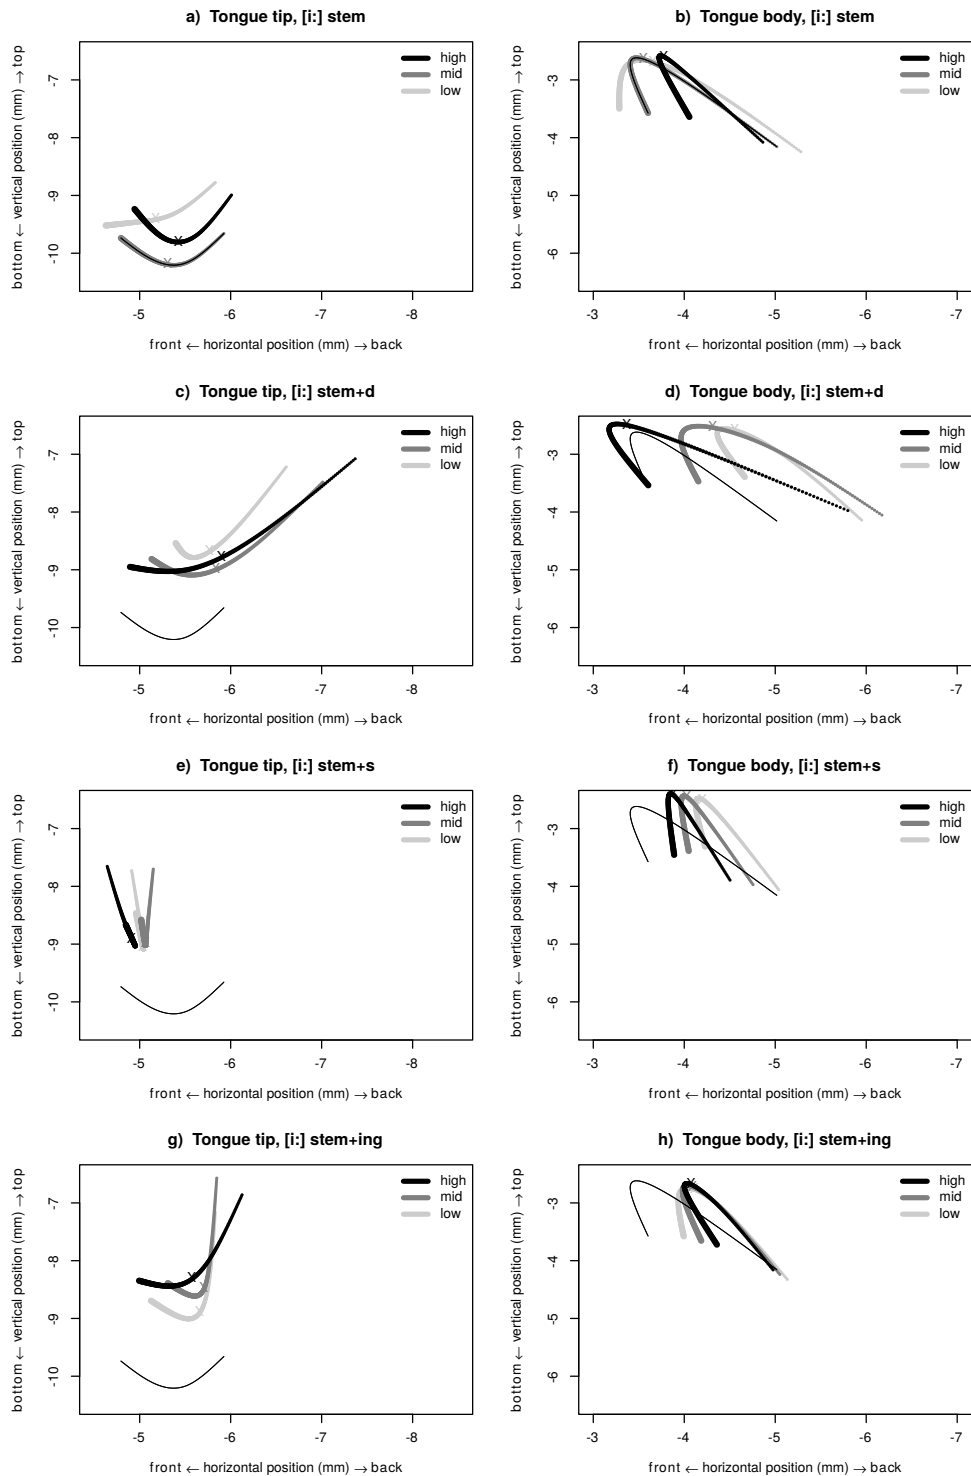 a) Tongue tip, [i:] stem
bottom ← vertical position (mm) → top
-7
-8
-9
-10
high
mid
low
-5 -6 -7 -8
front ← horizontal position (mm) → back
b) Tongue body, [i:] stem
bottom ← vertical position (mm) → top
-3
-4
-5
-6
high
mid
low
-3 -4 -5 -6 -7
front ← horizontal position (mm) → back
c) Tongue tip, [i:] stem+d
bottom ← vertical position (mm) → top
-7
-8
-9
-10
high
mid
low
-5 -6 -7 -8
front ← horizontal position (mm) → back
d) Tongue body, [i:] stem+d
bottom ← vertical position (mm) → top
-3
-4
-5
-6
high
mid
low
-3 -4 -5 -6 -7
front ← horizontal position (mm) → back
e) Tongue tip, [i:] stem+s
bottom ← vertical position (mm) → top
-7
-8
-9
-10
high
mid
low
-5 -6 -7 -8
front ← horizontal position (mm) → back
f) Tongue body, [i:] stem+s
bottom ← vertical position (mm) → top
-3
-4
-5
-6
high
mid
low
-3 -4 -5 -6 -7
front ← horizontal position (mm) → back
g) Tongue tip, [i:] stem+ing
bottom ← vertical position (mm) → top
-7
-8
-9
-10
high
mid
low
-5 -6 -7 -8
front ← horizontal position (mm) → back
h) Tongue body, [i:] stem+ing
bottom ← vertical position (mm) → top
-3
-4
-5
-6
high
mid
low
-3 -4 -5 -6 -7
front ← horizontal position (mm) → back